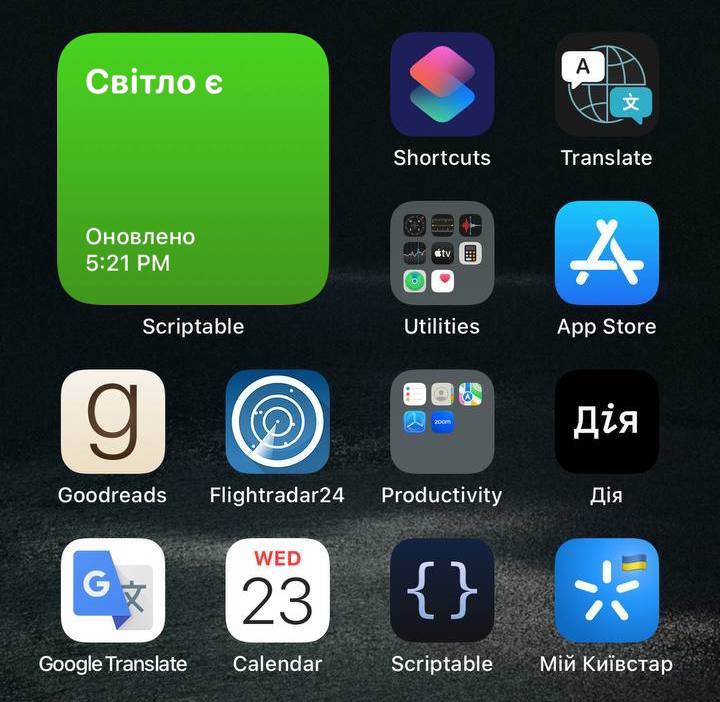 Світло є
Оновлено
5:21 PM
Scriptable
A
文
Shortcuts
Translate
tv
Utilities
App Store
g
Goodreads
Flightradar24
zoom
Productivity
Дія
Дія
G
文
Google Translate
WED
23
Calendar
{}
Scriptable
Мій Київстар